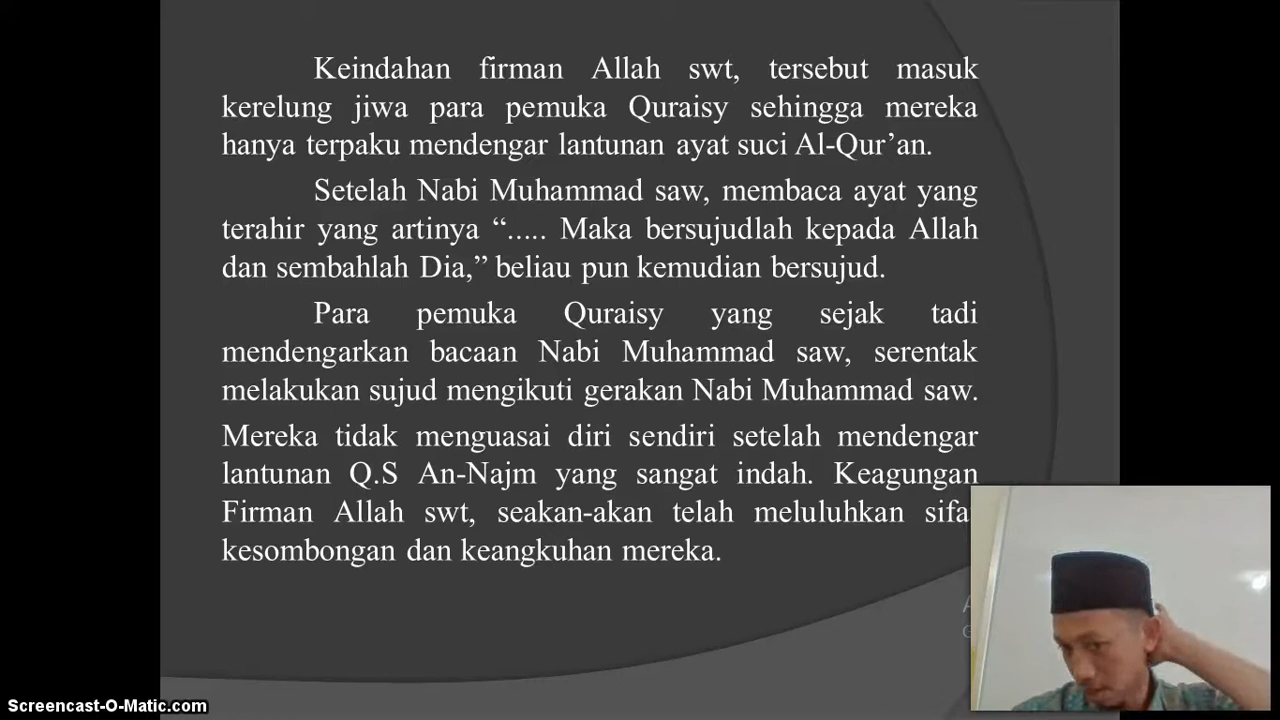 Keindahan firman Allah swt, tersebut masuk
kerelung jiwa para pemuka Quraisy sehingga mereka
hanya terpaku mendengar lantunan ayat suci Al-Qur’an.
Setelah Nabi Muhammad saw, membaca ayat yang
terahir yang artinya “..... Maka bersujudlah kepada Allah
dan sembahlah Dia,” beliau pun kemudian bersujud.
Para pemuka Quraisy yang sejak tadi
mendengarkan bacaan Nabi Muhammad saw, serentak
melakukan sujud mengikuti gerakan Nabi Muhammad saw.
Mereka tidak menguasai diri sendiri setelah mendengar
lantunan Q.S An-Najm yang sangat indah. Keagungan
Firman Allah swt, seakan-akan telah meluluhkan
kesombongan dan keangkuhan mereka.
Screencast-O-Matic.com